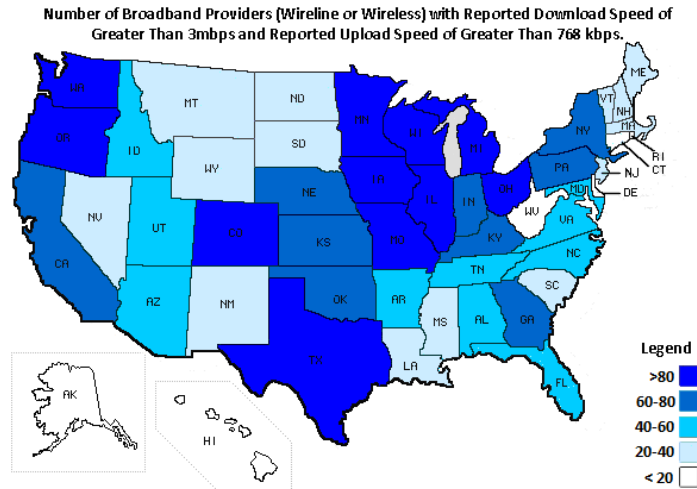 Number of Broadband Providers (Wireline or Wireless) with Reported Download Speed of
Greater Than 3mbps and Reported Upload Speed of Greater Than 768 kbps.
WA
MT
ND
MN
WI
MI
ME
VT
NH
MA
RI
CT
NY
OR
ID
WY
SD
IA
IL
IN
OH
PA
NJ
DE
MD
NV
UT
CO
NE
KS
MO
KY
WV
VA
CA
AZ
NM
OK
AR
TN
NC
SC
TX
LA
MS
AL
GA
FL
AK
HI
Legend
>80
60-80
40-60
20-40
< 20